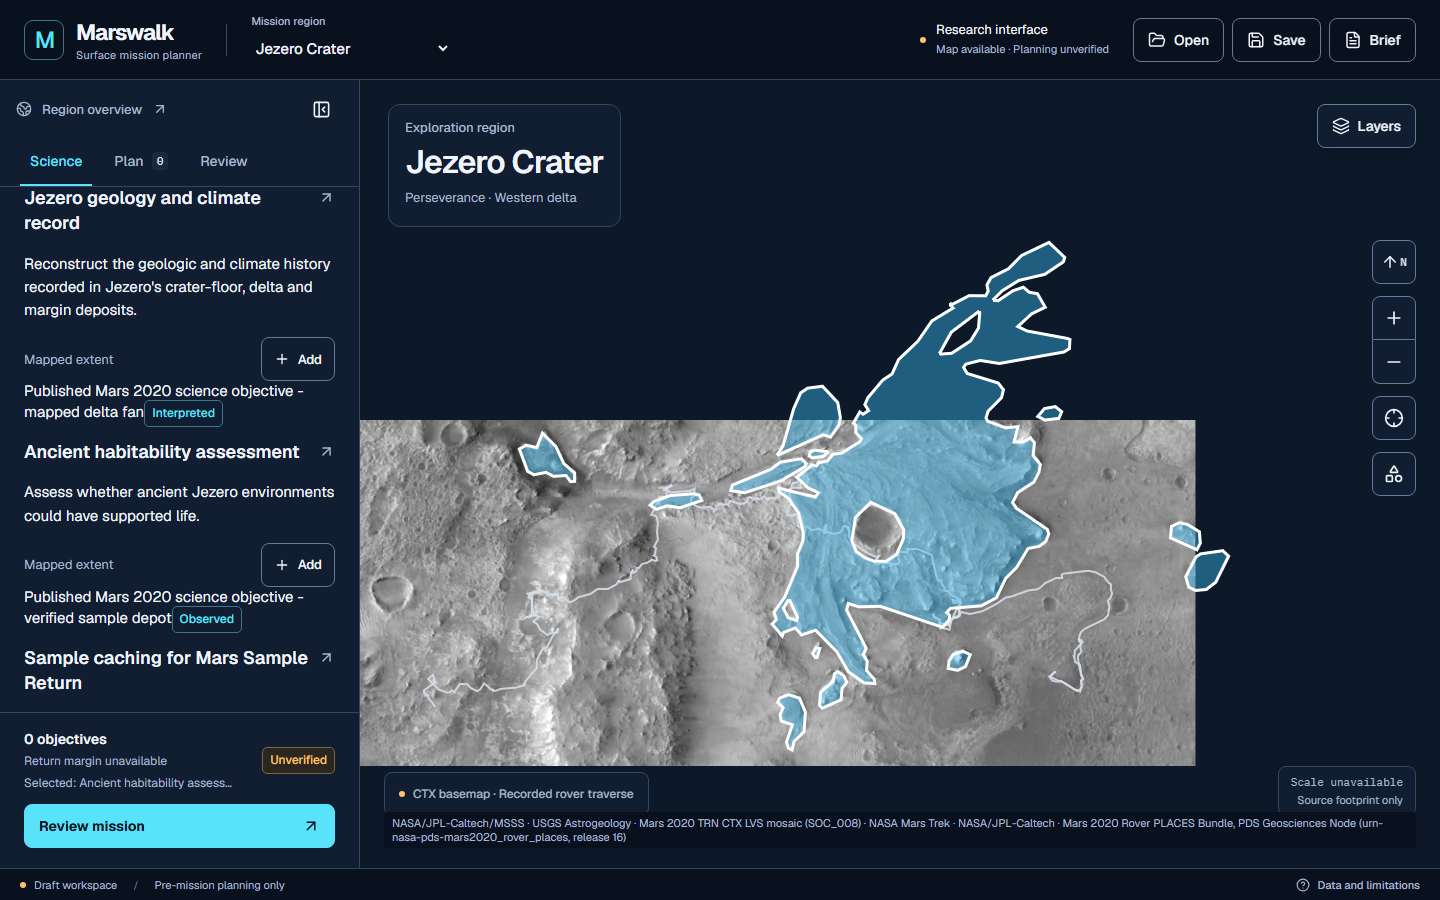 M
Marswalk
Surface mission planner
Mission region
Jezero Crater
Research interface
Map available · Planning unverified
Open
Save
Brief
Region overview
Science
Plan 0
Review
Jezero geology and climate
record
Reconstruct the geologic and climate history
recorded in Jezero's crater-floor, delta and
margin deposits.
Mapped extent
Add
Published Mars 2020 science objective -
mapped delta fan Interpreted
Ancient habitability assessment
Assess whether ancient Jezero environments
could have supported life.
Mapped extent
Add
Published Mars 2020 science objective -
verified sample depot Observed
Sample caching for Mars Sample
Return
0 objectives
Return margin unavailable
Selected: Ancient habitability assess...
Unverified
Review mission
Exploration region
Jezero Crater
Perseverance · Western delta
Layers
N
CTX basemap · Recorded rover traverse
Scale unavailable
Source footprint only
NASA/JPL-Caltech/MSSS · USGS Astrogeology · Mars 2020 TRN CTX LVS mosaic (SOC_008) · NASA Mars Trek · NASA/JPL-Caltech · Mars 2020 Rover PLACES Bundle, PDS Geosciences Node (urn-
nasa-pds-mars2020_rover_places, release 16)
Draft workspace / Pre-mission planning only
Data and limitations